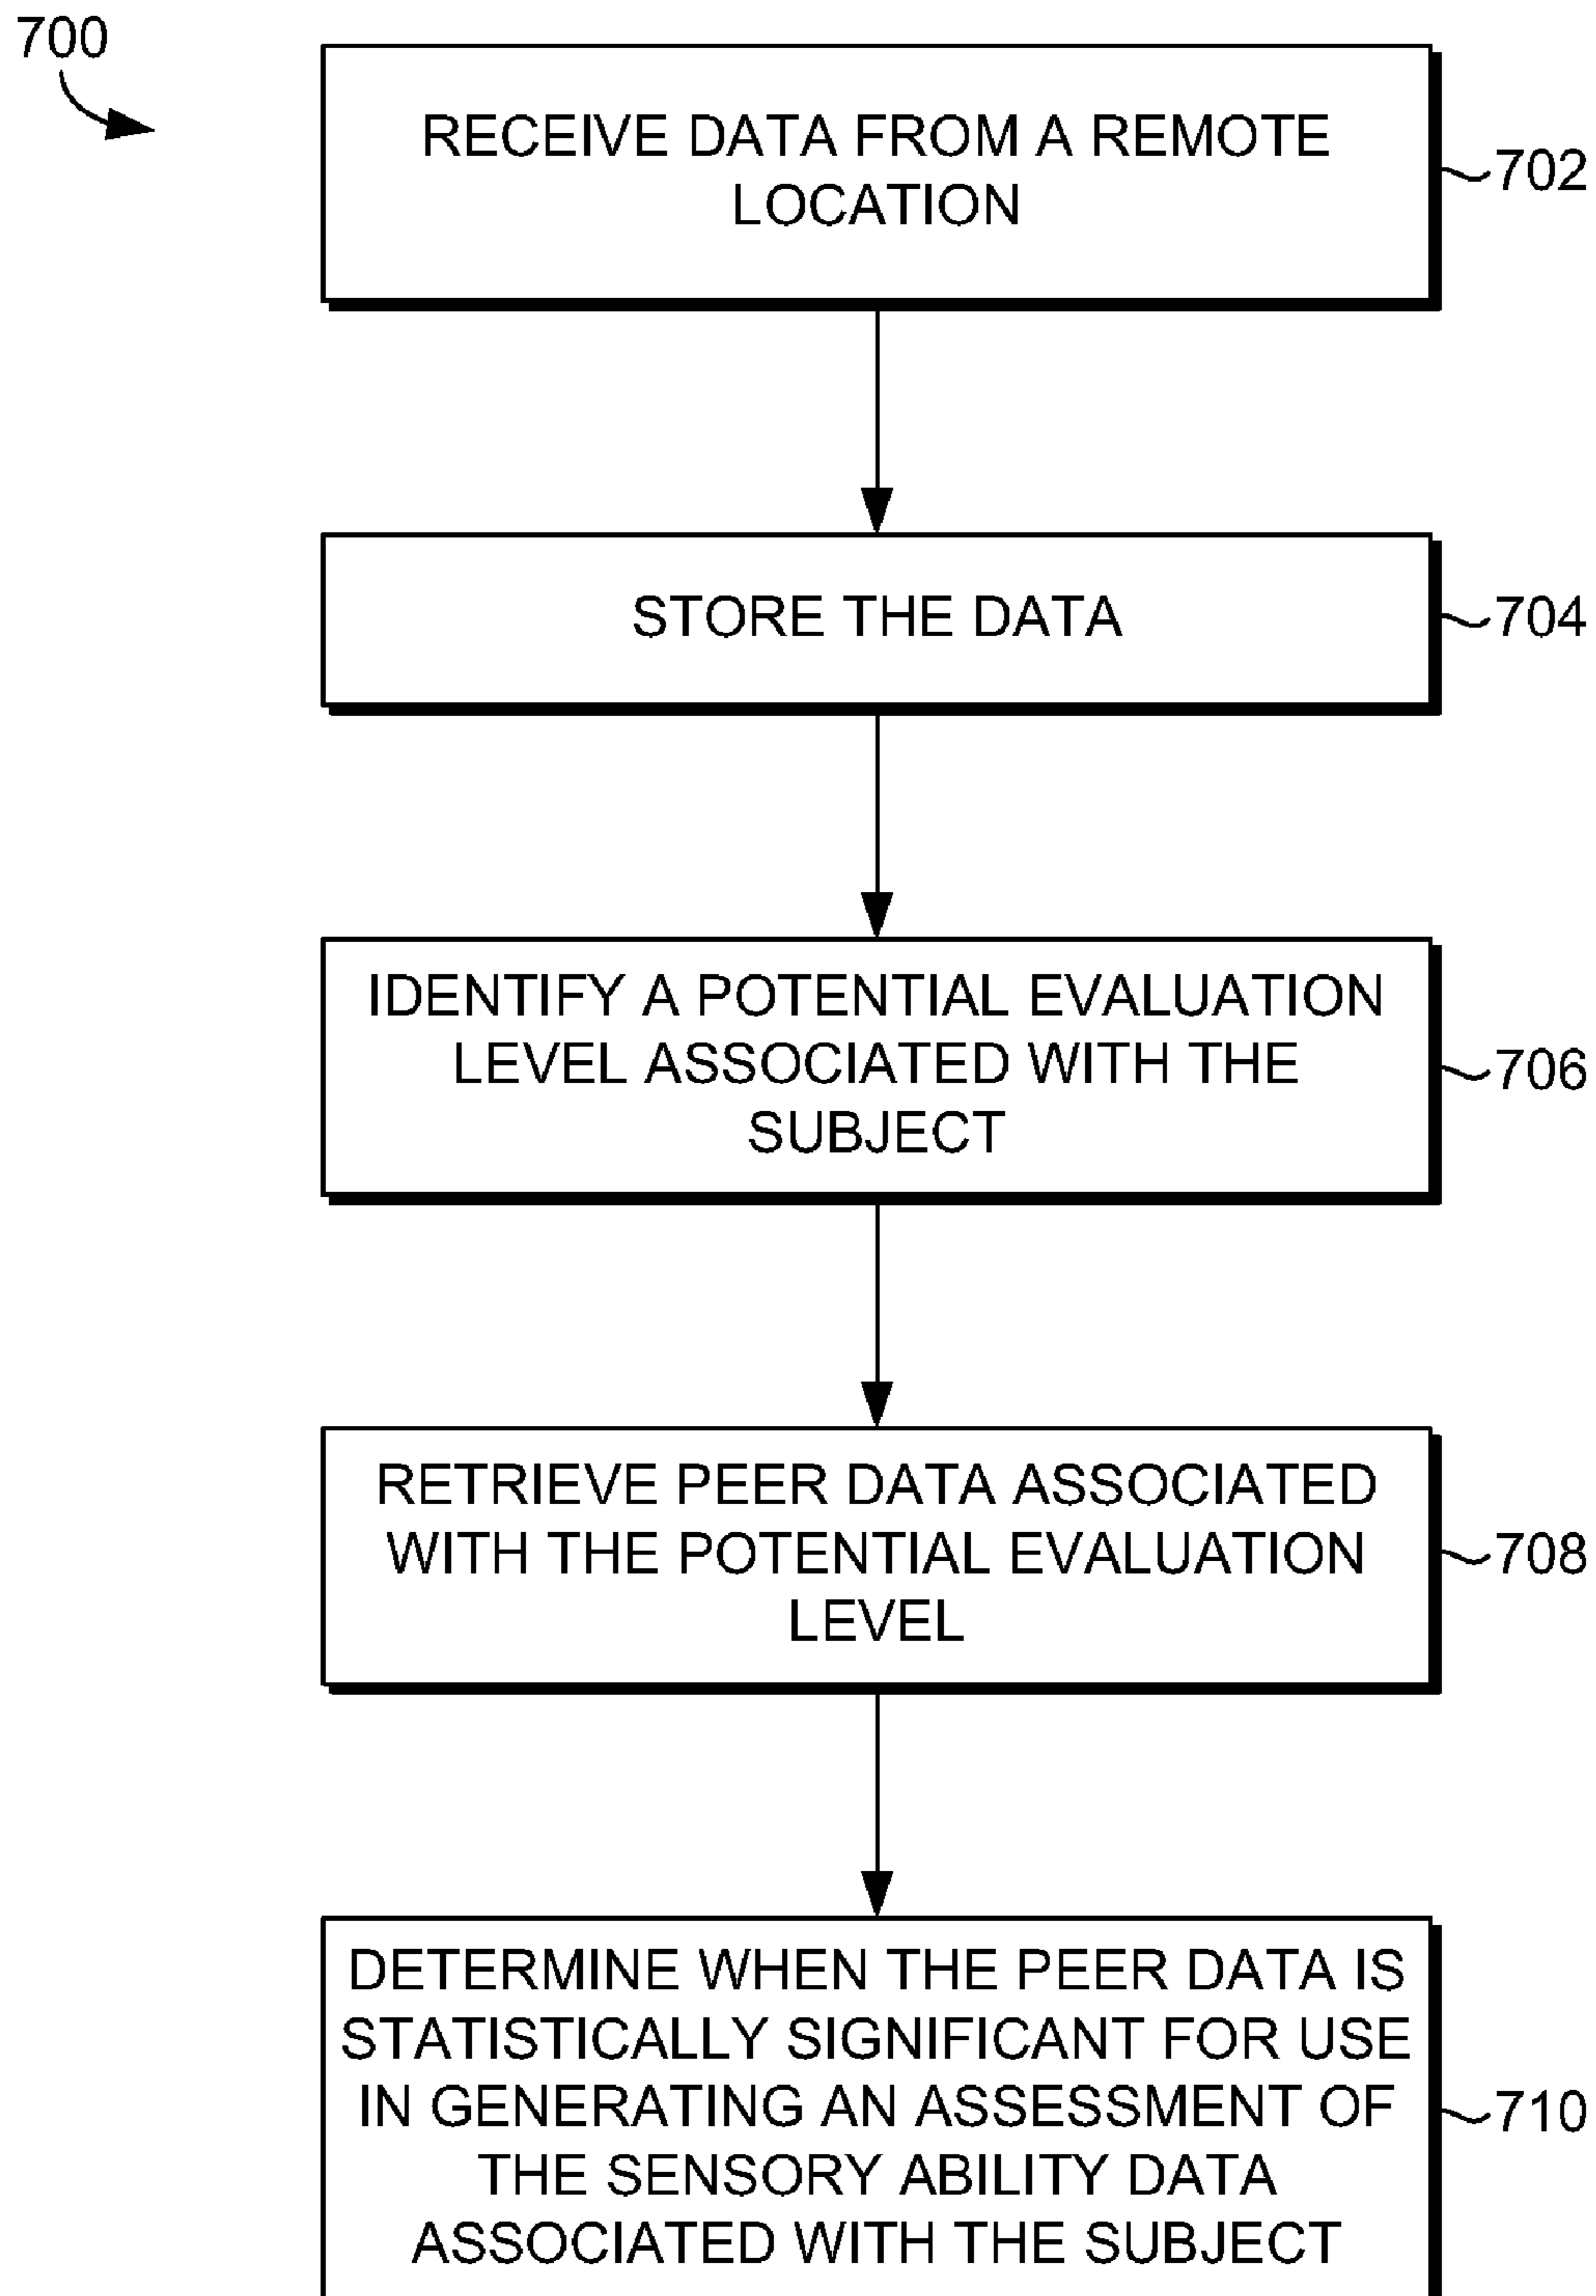 700
RECEIVE DATA FROM A REMOTE
LOCATION
702
STORE THE DATA
704
IDENTIFY A POTENTIAL EVALUATION
LEVEL ASSOCIATED WITH THE
SUBJECT
706
RETRIEVE PEER DATA ASSOCIATED
WITH THE POTENTIAL EVALUATION
LEVEL
708
DETERMINE WHEN THE PEER DATA IS
STATISTICALLY SIGNIFICANT FOR USE
IN GENERATING AN ASSESSMENT OF
THE SENSORY ABILITY DATA
ASSOCIATED WITH THE SUBJECT
710